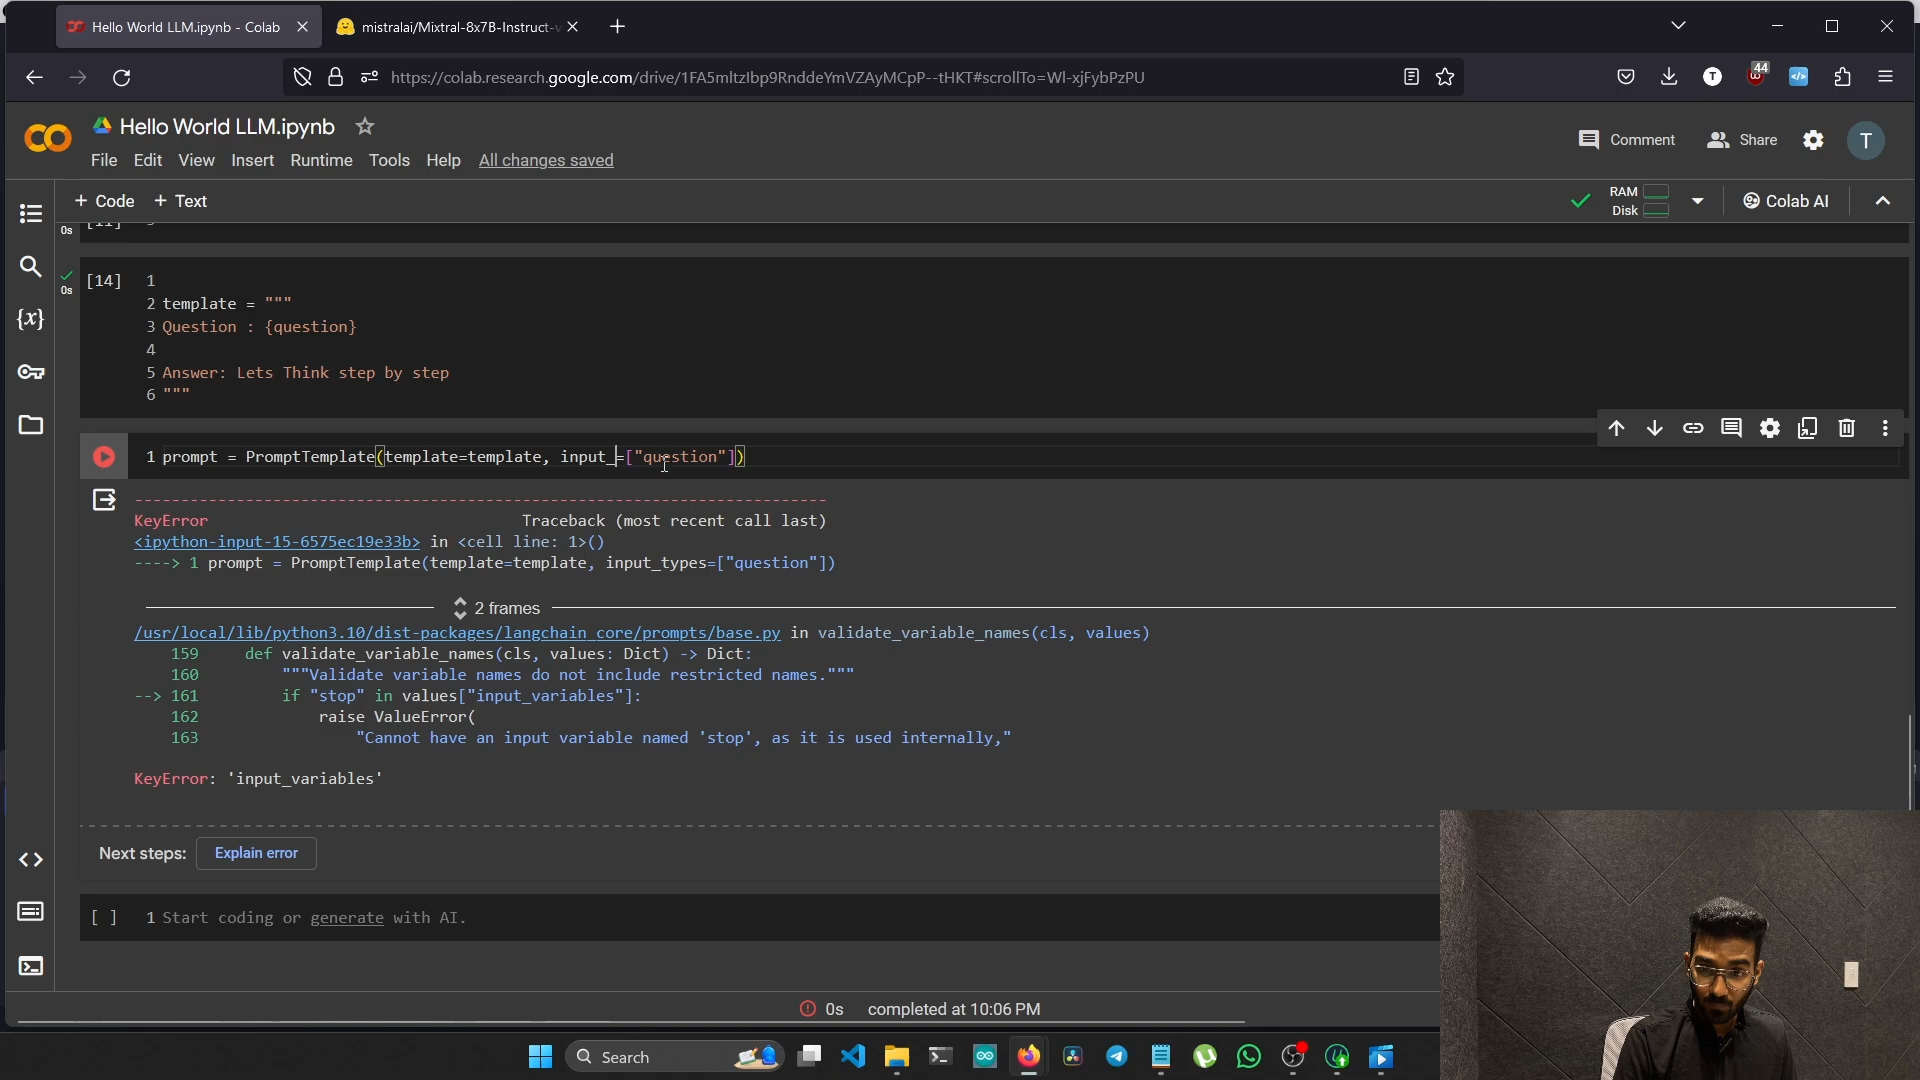 Hello World LLM.ipynb - Colab
mistralai/Mixtral-8x7B-Instruct-v
https://colab.research.google.com/drive/1FA5mltzIbp9RnddeYmVZAyMCpP--tHKT#scrollTo=Wl-xjFybPzPU
44
T
Hello World LLM.ipynb
Comment
Share
T
File Edit View Insert Runtime Tools Help All changes saved
+ Code + Text
RAM
Disk
Colab AI
0s
[14]
0s
1
2 template = """
3 Question : {question}
4
5 Answer: Lets Think step by step
6 """
{x}
1 prompt = PromptTemplate(template=template, input_=["question"])
---------------------------------------------------------------------------
KeyError Traceback (most recent call last)
<ipython-input-15-6575ec19e33b> in <cell line: 1>()
----> 1 prompt = PromptTemplate(template=template, input_types=["question"])
2 frames
/usr/local/lib/python3.10/dist-packages/langchain_core/prompts/base.py in validate_variable_names(cls, values)
159 def validate_variable_names(cls, values: Dict) -> Dict:
160 """Validate variable names do not include restricted names."""
--> 161 if "stop" in values["input_variables"]:
162 raise ValueError(
163 "Cannot have an input variable named 'stop', as it is used internally,"
KeyError: 'input_variables'
Next steps: Explain error
[ ] 1 Start coding or generate with AI.
0s completed at 10:06 PM
Search